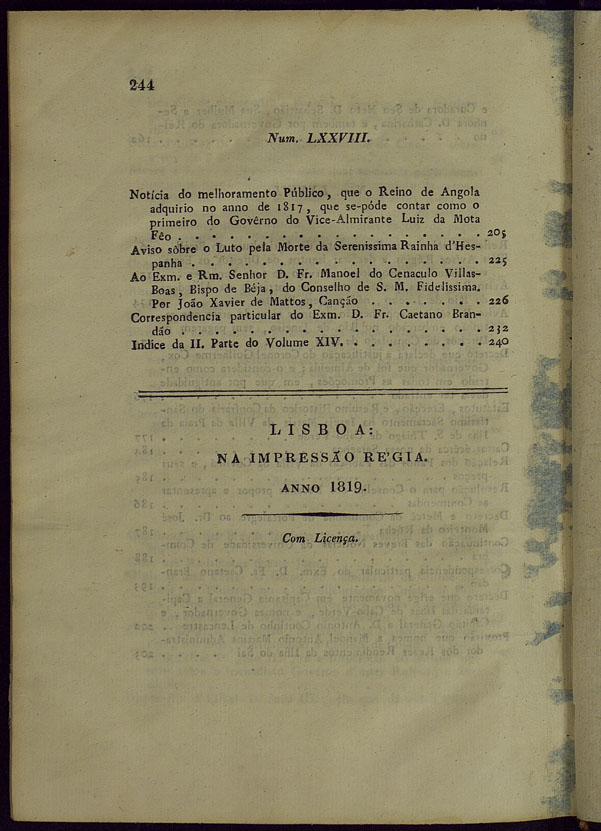 244
Num. LXXVIII.
Notícia do melhoramento Público, que o Reino de Angola
adquirio no anno de 1817, que se-póde contar como o
primeiro do Govêrno do Vice-Almirante Luiz da Mota
Fêo . . . . . . . . . . . . . . . . . . 205
Aviso sôbre o Luto pela Morte da Serenissima Rainha d'Hes-
panha . . . . . . . . . . . . . . . . . 225
Ao Exm. e Rm. Senhor D. Fr. Manoel do Cenaculo Villas-
Boas, Bispo de Béja, do Conselho de S. M. Fidelissima.
Por João Xavier de Mattos, Canção . . . . . . . 226
Correspondencia particular do Exm. D. Fr. Caetano Bran-
dão . . . . . . . . . . . . . . . . . . 232
Indice da II. Parte do Volume XIV. . . . . . . . . 240
LISBOA:
NA IMPRESSÃO RE'GIA.
ANNO 1819.
Com Licença.